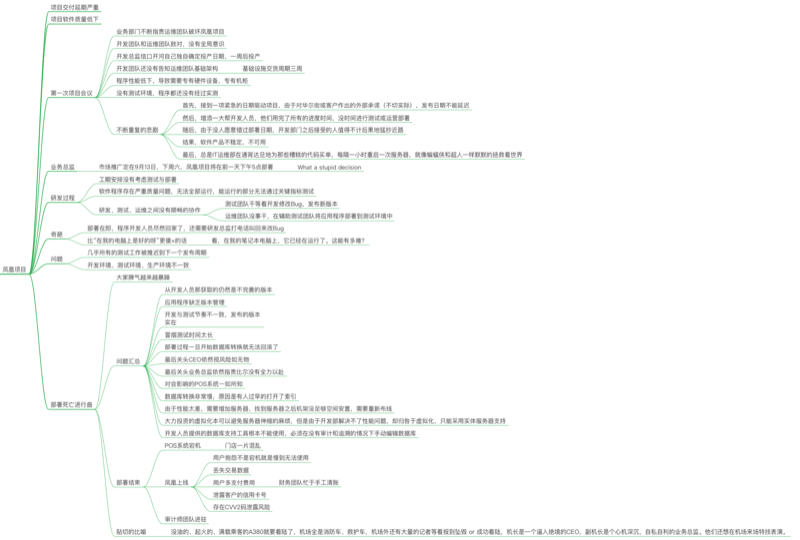 凤凰项目
项目交付延期严重
项目软件质量低下
第一次项目会议
业务部门不断指责运维团队破坏凤凰项目
开发团队和运维团队敌对，没有全局意识
开发总监信口开河自己独自确定投产日期，一周后投产
开发团队还没有告知运维团队基础架构
基础设施交货周期三周
程序性能低下，导致需要专有硬件设备，专有机柜
没有测试环境，程序都还没有经过实测
不断重复的悲剧
首先，接到一项紧急的日期驱动项目，由于对华尔街或客户作出的外部承诺（不切实际），发布日期不能延迟
然后，增添一大帮开发人员，他们用完了所有的进度时间，没时间进行测试或运营部署
随后，由于没人愿意错过部署日期，开发部门之后接受的人值得不计后果地猛抄近路
结果，软件产品不稳定，不可用
最后，总是IT运维部在通宵达旦地为那些糟糕的代码买单，每隔一小时重启一次服务器，就像蝙蝠侠和超人一样默默的拯救着世界
业务总监
市场推广定在9月13日，下周六，凤凰项目将在前一天下午5点部署
What a stupid decision
研发过程
工期安排没有考虑测试与部署
软件程序存在严重质量问题，无法全部运行，能运行的部分无法通过关键指标测试
研发、测试、运维之间没有顺畅的协作
测试团队干等着开发修改Bug，发布新版本
运维团队没事干，在辅助测试团队将应用程序部署到测试环境中
奇葩
部署在即，程序开发人员尽然回家了，还需要研发总监打电话叫回来改Bug
比“在我的电脑上是好的呀”更傻x的话
看，在我的笔记本电脑上，它已经在运行了，这能有多难？
问题
几乎所有的测试工作被推迟到下一个发布周期
开发环境，测试环境，生产环境不一致
部署死亡进行曲
大家脾气越来越暴躁
问题汇总
从开发人员那获取的仍然是不完善的版本
应用程序缺乏版本管理
开发与测试节奏不一致，发布的版本
实在
冒烟测试时间太长
部署过程一旦开始数据库转换就无法回滚了
最后关头CEO依然视风险如无物
最后关头业务总监依然指责比尔没有全力以赴
对会影响的POS系统一如所知
数据库转换非常慢，原因是有人过早的打开了索引
由于性能太差，需要增加服务器，找到服务器之后机架没足够空间安置，需要重新布线
大力投资的虚拟化本可以避免服务器伸缩的麻烦，但是由于开发部解决不了性能问题，却归咎于虚拟化，只能采用实体服务器支持
开发人员提供的数据库支持工具根本不能使用，必须在没有审计和追溯的情况下手动编辑数据库
部署结束
POS系统宕机
门店一片混乱
凤凰上线
用户抱怨不是宕机就是慢到无法使用
丢失交易数据
用户多支付费用
财务团队忙于手工清账
泄露客户的信用卡号
存在CVV2码泄露风险
审计师团队进驻
贴切的比喻
没油的、起火的、满载乘客的A380就要着陆了，机场全是消防车，救护车，机场外还有大量的记者等着报到坠毁 or 成功着陆，机长是一个逼入绝境的CEO，副机长是个心机深沉，自私自利的业务总监，他们还想在机场来场特技表演。